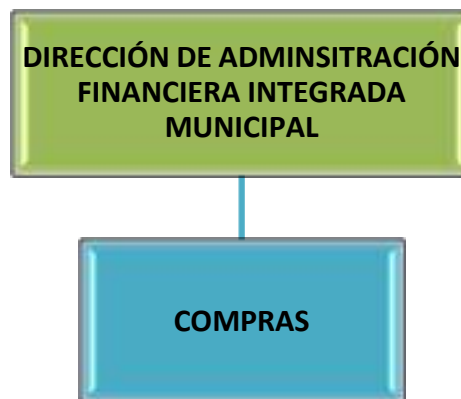 DIRECCIÓN DE ADMINSITRACIÓN
FINANCIERA INTEGRADA
MUNICIPAL
COMPRAS